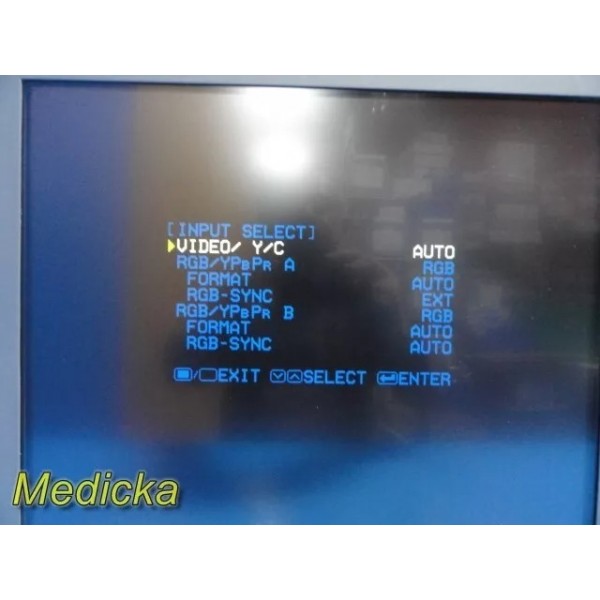 [INPUT SELECT]
VIDEO/ Y/C AUTO
RGB/YPBPR A RGB
FORMAT AUTO
RGB-SYNC EXT
RGB/YPBPR B RGB
FORMAT AUTO
RGB-SYNC AUTO
/ EXIT SELECT ENTER
Medicka